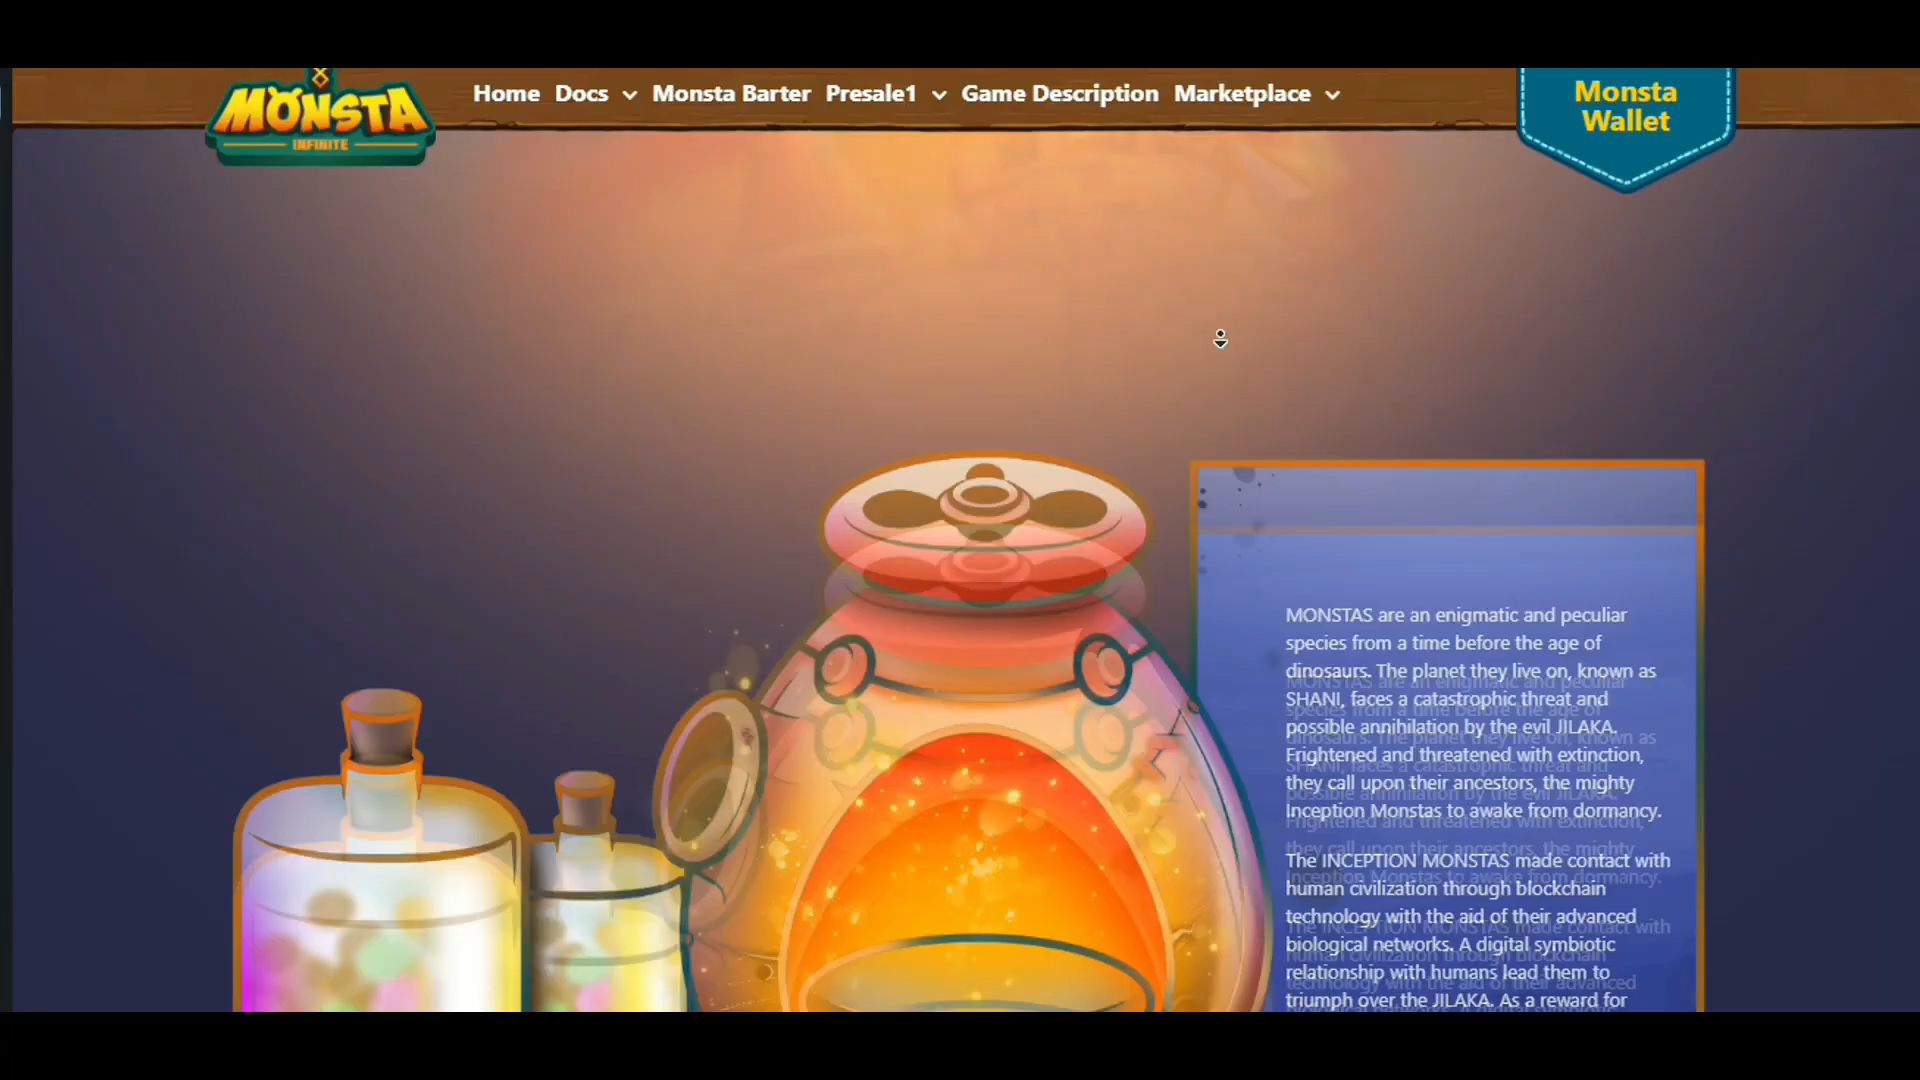 MONSTA
INFINITE
Home Docs Monsta Barter Presale1 Game Description Marketplace
Monsta
Wallet
MONSTAS are an enigmatic and peculiar
species from a time before the age of
dinosaurs. The planet they live on, known as
SHANI, faces a catastrophic threat and
possible annihilation by the evil JILAKA.
Frightened and threatened with extinction,
they call upon their ancestors, the mighty
Inception Monstas to awake from dormancy.
The INCEPTION MONSTAS made contact with
human civilization through blockchain
technology with the aid of their advanced
biological networks. A digital symbiotic
relationship with humans lead them to
triumph over the JILAKA. As a reward for